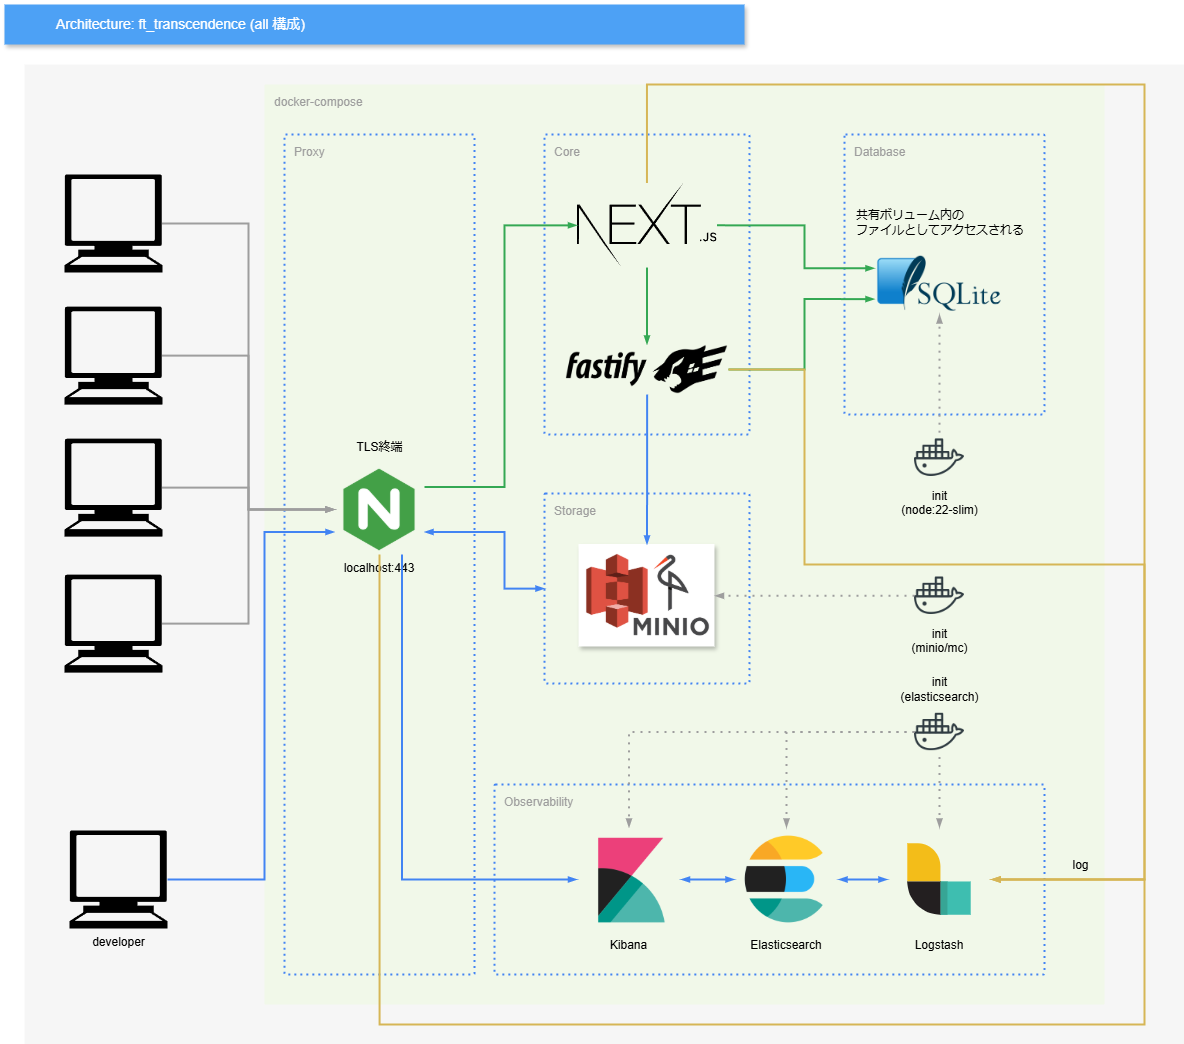 Architecture: ft_transcendence (all 構成)
docker-compose
Proxy
Core
Database
NEXT.JS
共有ボリューム内の
ファイルとしてアクセスされる
SQLite
fastify
TLS終端
N
localhost:443
init
(node:22-slim)
Storage
MINIO
init
(minio/mc)
init
(elasticsearch)
Observability
log
Kibana
Elasticsearch
Logstash
developer